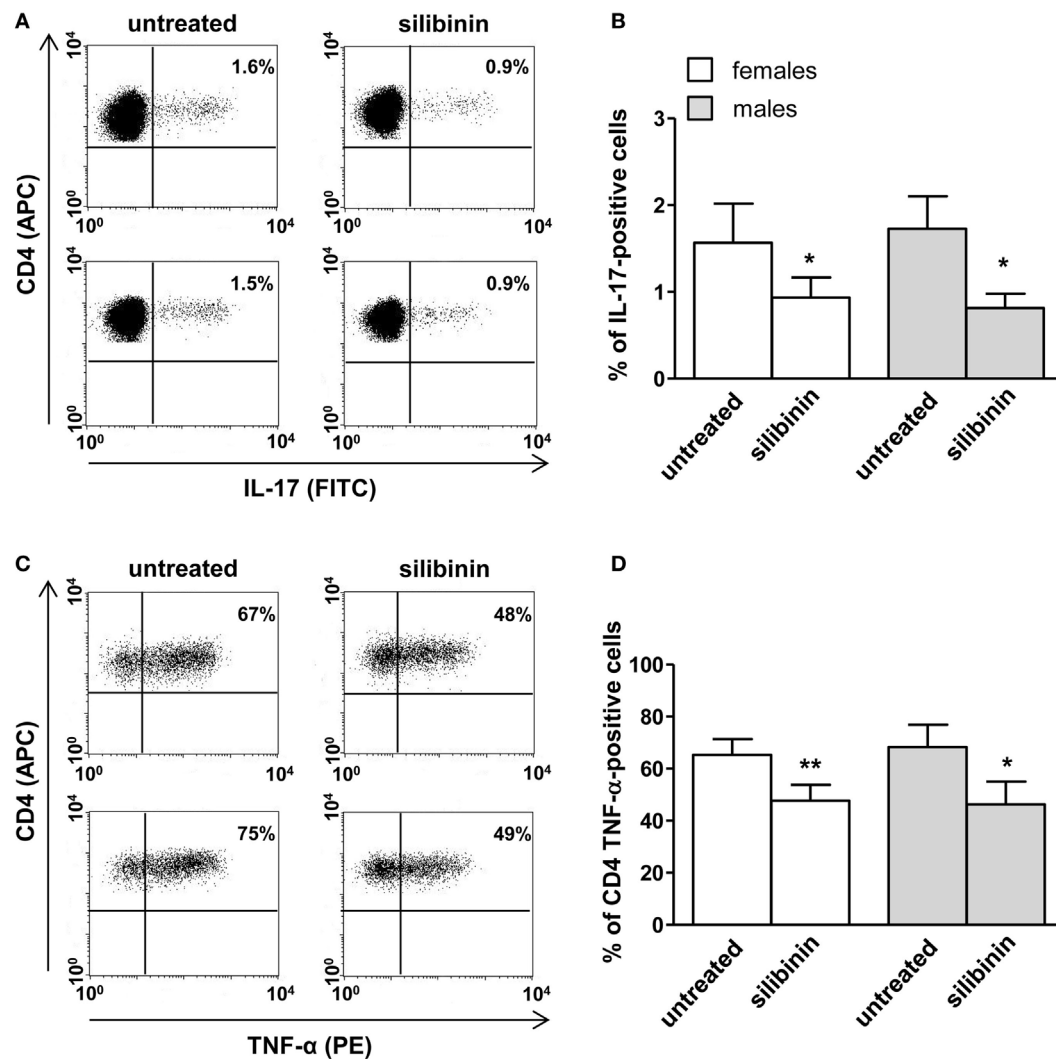 A
untreated
silibinin
CD4 (APC)
10⁴
10⁰
1.6%
10⁰
10⁴
10⁴
10⁰
0.9%
10⁰
10⁴
10⁴
10⁰
1.5%
10⁰
10⁴
10⁴
10⁰
0.9%
10⁰
10⁴
IL-17 (FITC)
B
females
males
% of IL-17-positive cells
3
2
1
0
*
*
untreated
silibinin
untreated
silibinin
C
untreated
silibinin
CD4 (APC)
10⁴
10⁰
67%
10⁰
10⁴
10⁴
10⁰
48%
10⁰
10⁴
10⁴
10⁰
75%
10⁰
10⁴
10⁴
10⁰
49%
10⁰
10⁴
TNF-α (PE)
D
% of CD4 TNF-α-positive cells
100
80
60
40
20
0
**
*
untreated
silibinin
untreated
silibinin